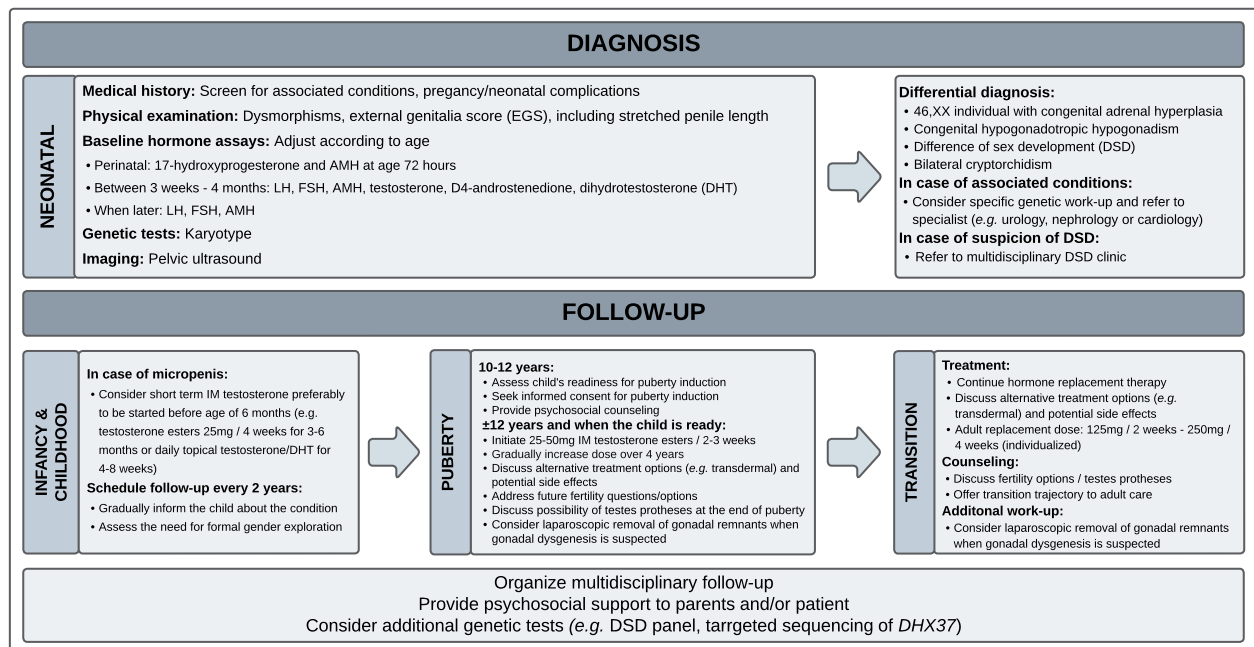 DIAGNOSIS
NEONATAL
Medical history: Screen for associated conditions, pregancy/neonatal complications
Physical examination: Dysmorphisms, external genitalia score (EGS), including stretched penile length
Baseline hormone assays: Adjust according to age
• Perinatal: 17-hydroxyprogesterone and AMH at age 72 hours
• Between 3 weeks - 4 months: LH, FSH, AMH, testosterone, D4-androstenedione, dihydrotestosterone (DHT)
• When later: LH, FSH, AMH
Genetic tests: Karyotype
Imaging: Pelvic ultrasound
Differential diagnosis:
• 46,XX individual with congenital adrenal hyperplasia
• Congenital hypogonadotropic hypogonadism
• Difference of sex development (DSD)
• Bilateral cryptorchidism
In case of associated conditions:
• Consider specific genetic work-up and refer to
specialist (e.g. urology, nephrology or cardiology)
In case of suspicion of DSD:
• Refer to multidisciplinary DSD clinic
FOLLOW-UP
INFANCY &
CHILDHOOD
In case of micropenis:
• Consider short term IM testosterone preferably
to be started before age of 6 months (e.g.
testosterone esters 25mg / 4 weeks for 3-6
months or daily topical testosterone/DHT for
4-8 weeks)
Schedule follow-up every 2 years:
• Gradually inform the child about the condition
• Assess the need for formal gender exploration
PUBERTY
10-12 years:
• Assess child's readiness for puberty induction
• Seek informed consent for puberty induction
• Provide psychosocial counseling
±12 years and when the child is ready:
• Initiate 25-50mg IM testosterone esters / 2-3 weeks
• Gradually increase dose over 4 years
• Discuss alternative treatment options (e.g. transdermal) and
potential side effects
• Address future fertility questions/options
• Discuss possibility of testes protheses at the end of puberty
• Consider laparoscopic removal of gonadal remnants when
gonadal dysgenesis is suspected
TRANSITION
Treatment:
• Continue hormone replacement therapy
• Discuss alternative treatment options (e.g.
transdermal) and potential side effects
• Adult replacement dose: 125mg / 2 weeks - 250mg /
4 weeks (individualized)
Counseling:
• Discuss fertility options / testes protheses
• Offer transition trajectory to adult care
Additonal work-up:
• Consider laparoscopic removal of gonadal remnants
when gonadal dysgenesis is suspected
Organize multidisciplinary follow-up
Provide psychosocial support to parents and/or patient
Consider additional genetic tests (e.g. DSD panel, tarrgeted sequencing of DHX37)